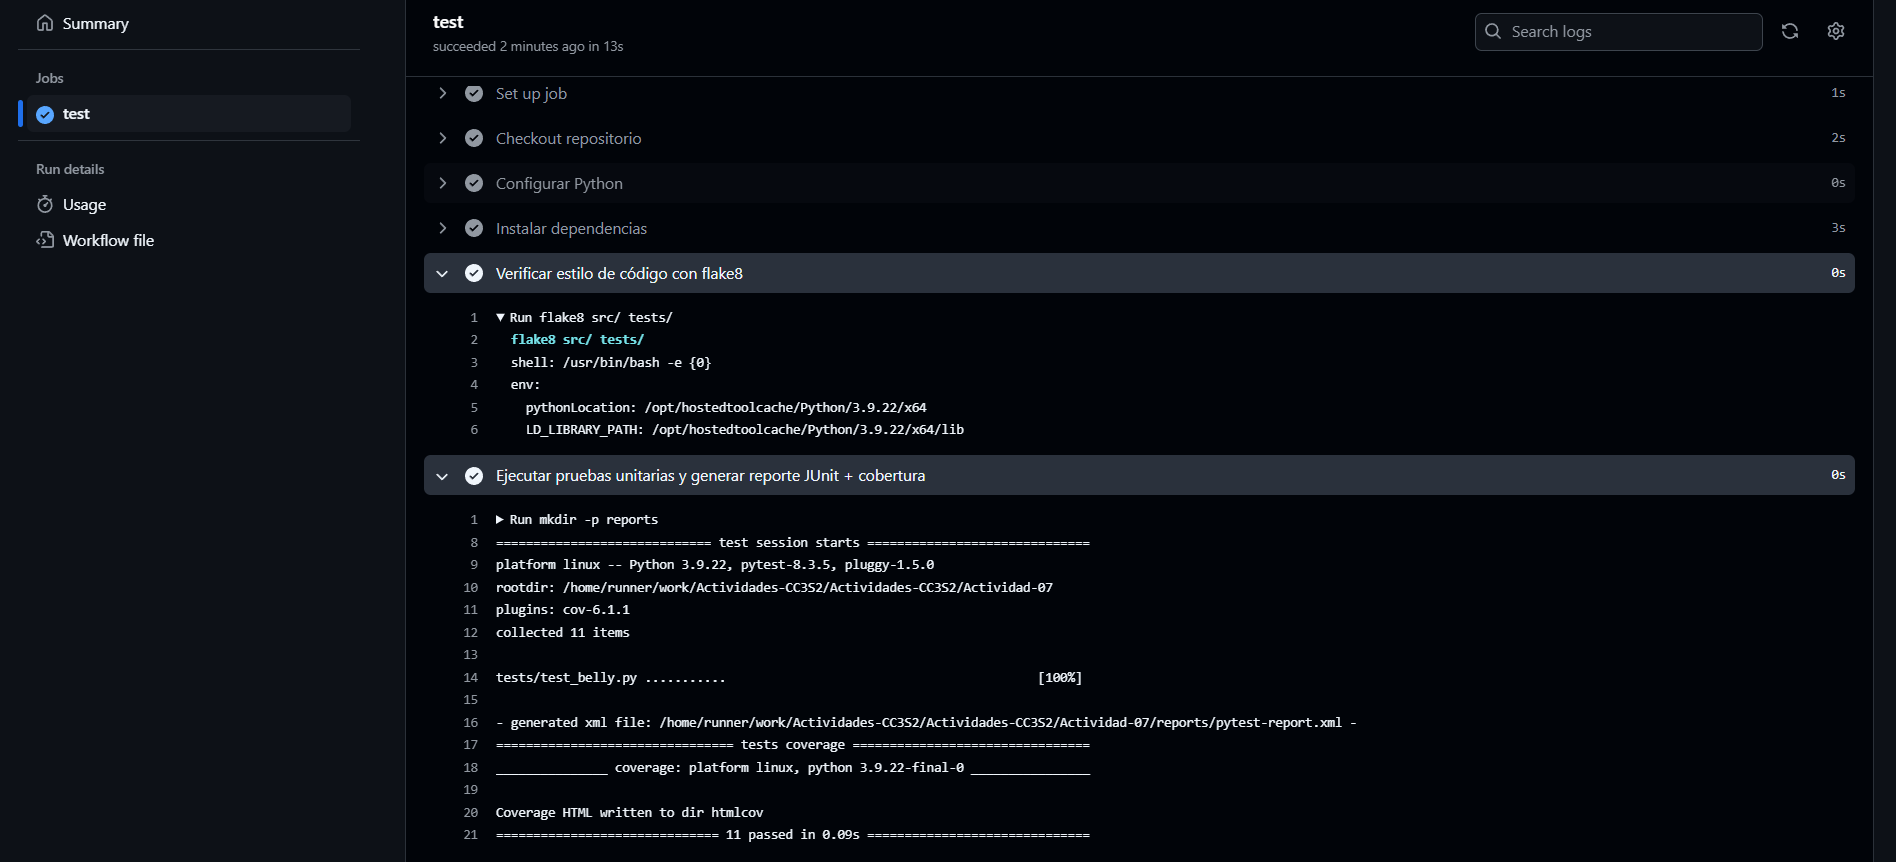 Summary
Jobs
test
Run details
Usage
Workflow file
test
succeeded 2 minutes ago in 13s
Search logs
Set up job 1s
Checkout repositorio 2s
Configurar Python 0s
Instalar dependencias 3s
Verificar estilo de código con flake8 0s
1 ▼ Run flake8 src/ tests/
2 flake8 src/ tests/
3 shell: /usr/bin/bash -e {0}
4 env:
5 pythonLocation: /opt/hostedtoolcache/Python/3.9.22/x64
6 LD_LIBRARY_PATH: /opt/hostedtoolcache/Python/3.9.22/x64/lib
Ejecutar pruebas unitarias y generar reporte JUnit + cobertura 0s
1 ▶ Run mkdir -p reports
8 ============================= test session starts ==============================
9 platform linux -- Python 3.9.22, pytest-8.3.5, pluggy-1.5.0
10 rootdir: /home/runner/work/Actividades-CC3S2/Actividades-CC3S2/Actividad-07
11 plugins: cov-6.1.1
12 collected 11 items
13
14 tests/test_belly.py ........... [100%]
15
16 - generated xml file: /home/runner/work/Actividades-CC3S2/Actividades-CC3S2/Actividad-07/reports/pytest-report.xml -
17 ================================ tests coverage ================================
18 _______________ coverage: platform linux, python 3.9.22-final-0 ________________
19
20 Coverage HTML written to dir htmlcov
21 ============================== 11 passed in 0.09s ==============================